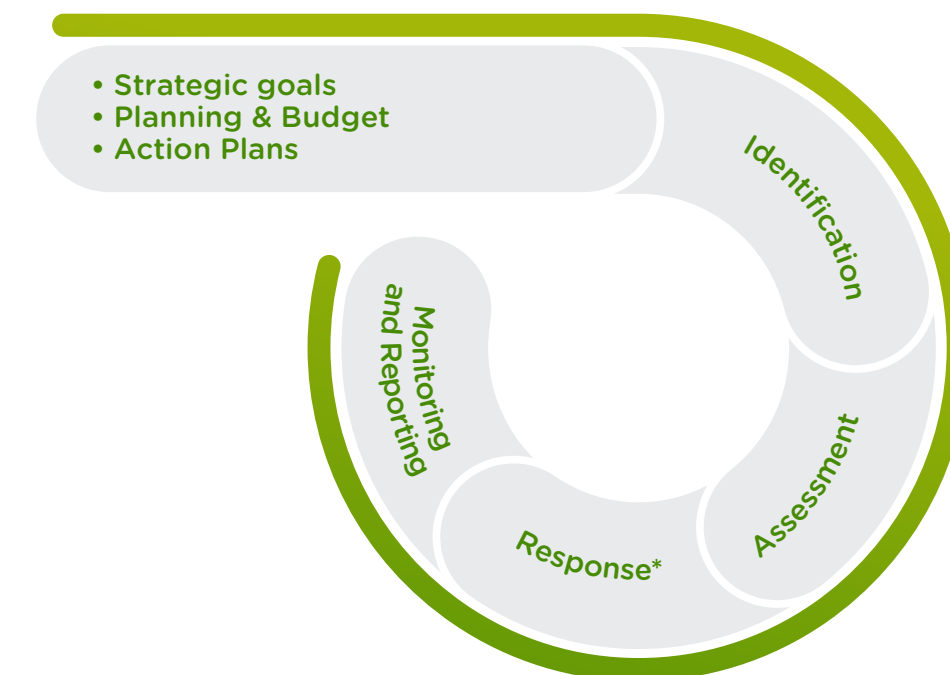 • Strategic goals
• Planning & Budget
• Action Plans
Identification
Assessment
Response*
Monitoring
and Reporting